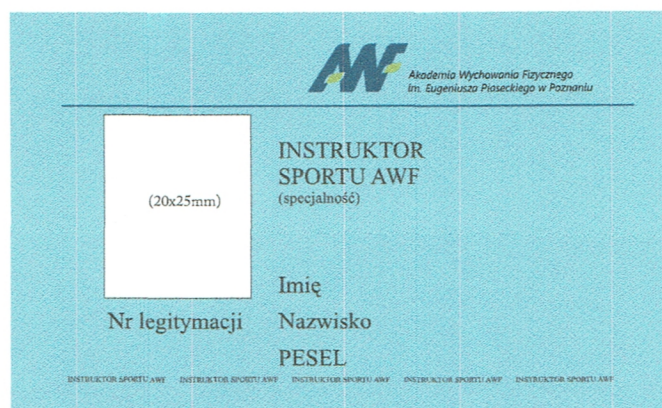 AWF
Akademia Wychowania Fizycznego
Im. Eugeniusza Piaseckiego w Poznaniu
INSTRUKTOR
SPORTU AWF
(specjalność)
(20x25mm)
Imię
Nr legitymacji Nazwisko
PESEL
INSTRUKTOR SPORTU AWF INSTRUKTOR SPORTU AWF INSTRUKTOR SPORTU AWF INSTRUKTOR SPORTU AWF INSTRUKTOR SPORTU AWF